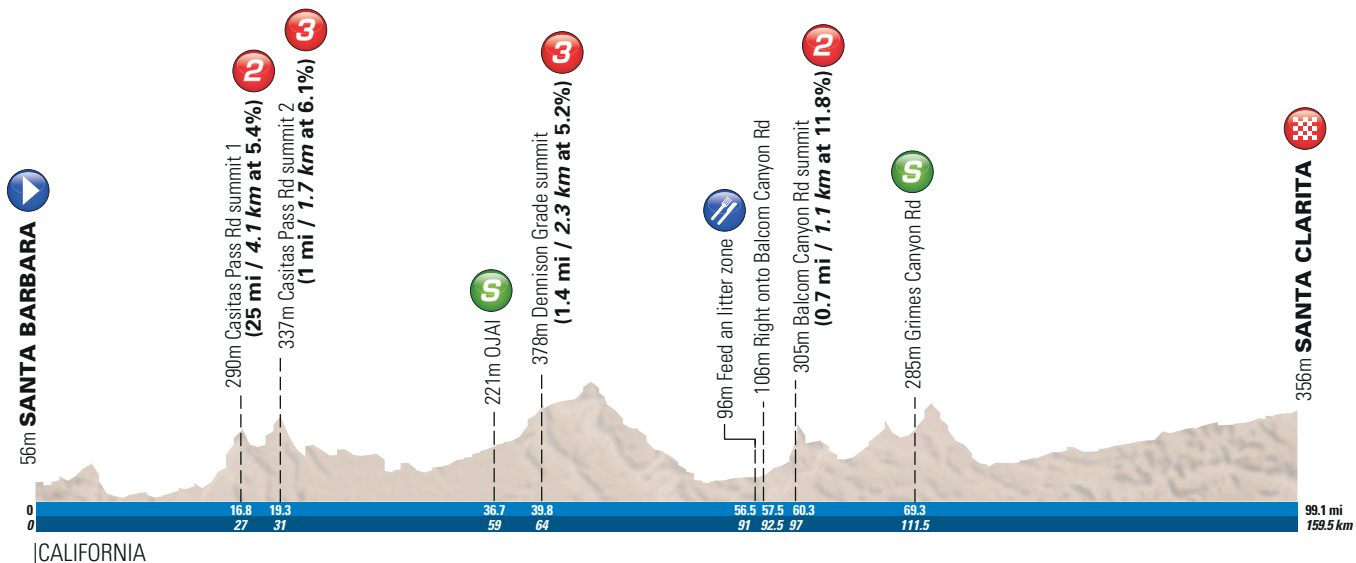 56m SANTA BARBARA
2
290m Casitas Pass Rd summit 1
(25 mi / 4.1 km at 5.4%)
3
337m Casitas Pass Rd summit 2
(1 mi / 1.7 km at 6.1%)
S
221m OJAI
3
378m Dennison Grade summit
(1.4 mi / 2.3 km at 5.2%)
96m Feed an litter zone
106m Right onto Balcom Canyon Rd
2
305m Balcom Canyon Rd summit
(0.7 mi / 1.1 km at 11.8%)
S
285m Grimes Canyon Rd
356m SANTA CLARITA
0 16.8 19.3 36.7 39.8 56.5 57.5 60.3 69.3 99.1 mi
0 27 31 59 64 91 92.5 97 111.5 159.5 km
|CALIFORNIA